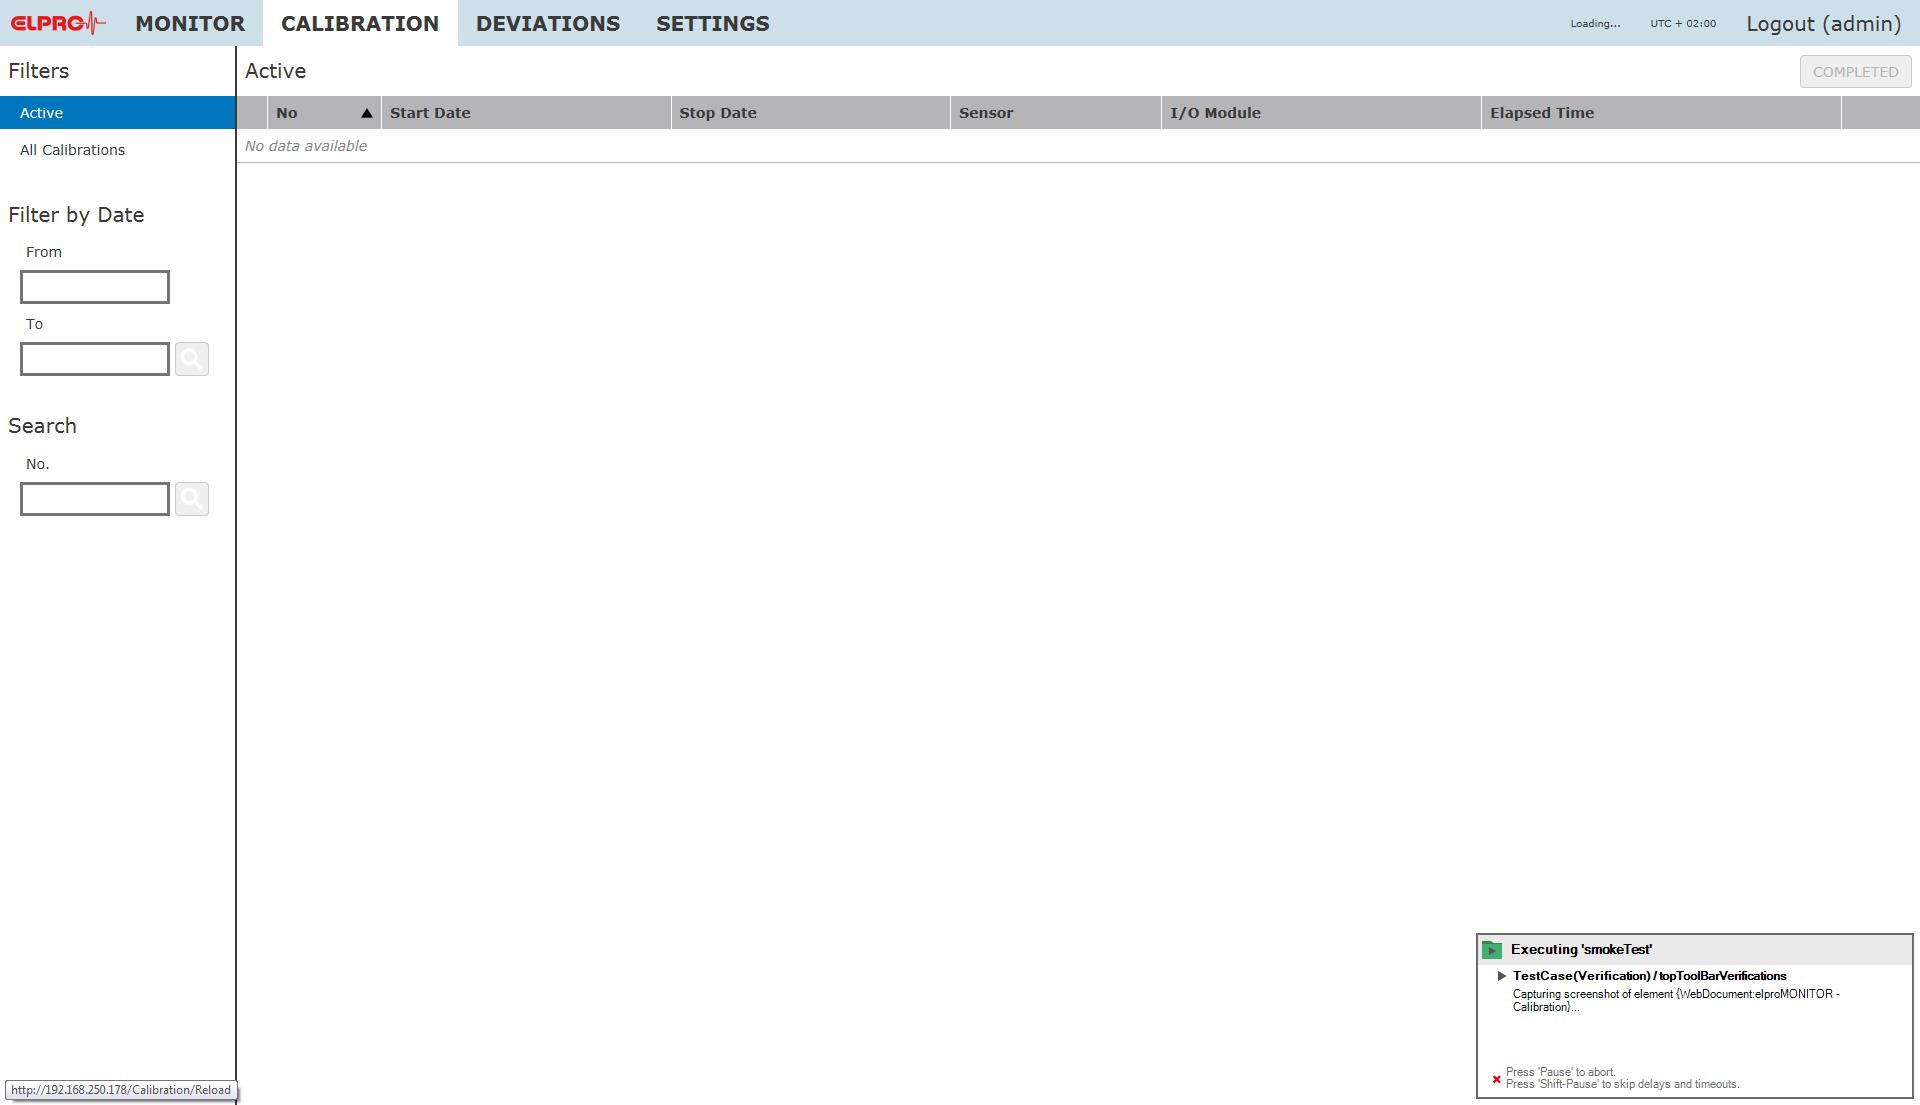 ELPRO MONITOR CALIBRATION DEVIATIONS SETTINGS Loading... UTC + 02:00 Logout (admin)
Filters
Active
All Calibrations
Filter by Date
From
To
Search
No.
Active COMPLETED
No ▲ Start Date Stop Date Sensor I/O Module Elapsed Time
No data available
Executing 'smokeTest'
TestCase(Verification) / topToolBarVerifications
Capturing screenshot of element {WebDocument:elproMONITOR -
Calibration}...
Press 'Pause' to abort.
Press 'Shift-Pause' to skip delays and timeouts.
http://192.168.250.178/Calibration/Reload